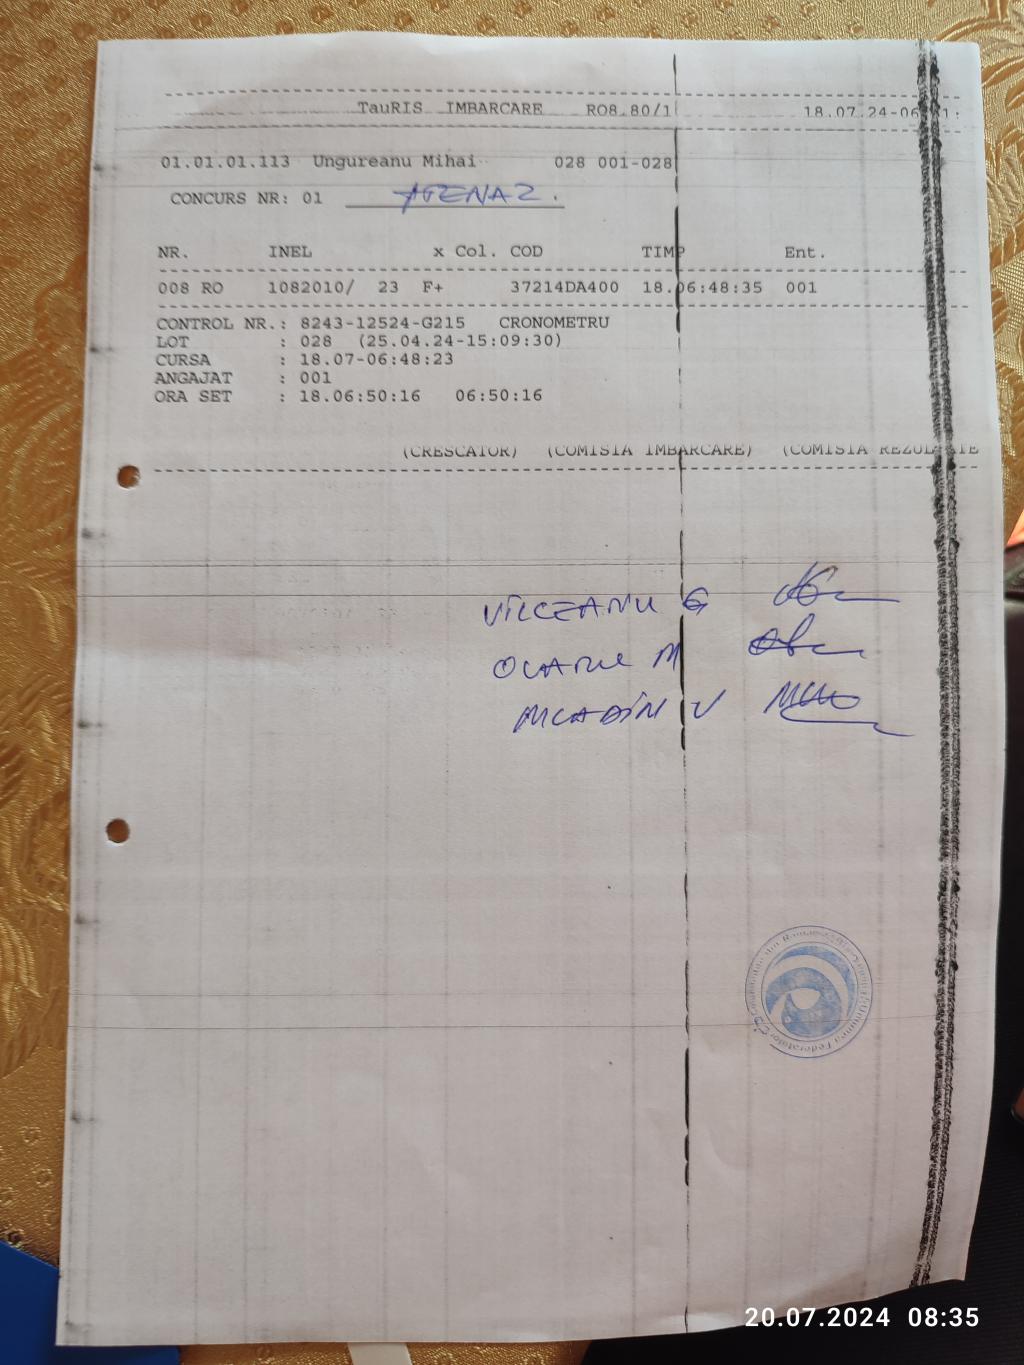 TauRIS IMBARCARE RO8.80/1 18.07.24-06
01.01.01.113 Ungureanu Mihai 028 001-028
CONCURS NR: 01
NR. INEL x Col. COD TIMP Ent.
008 RO 1082010/ 23 F+ 37214DA400 18.06:48:35 001
CONTROL NR.: 8243-12524-G215 CRONOMETRU
LOT : 028 (25.04.24-15:09:30)
CURSA : 18.07-06:48:23
ANGAJAT : 001
ORA SET : 18.06:50:16 06:50:16
(CRESCATOR) (COMISIA IMBARCARE) (COMISIA REZULTATE
VILCEANU G
OLARU M
MLADIN V
20.07.2024 08:35